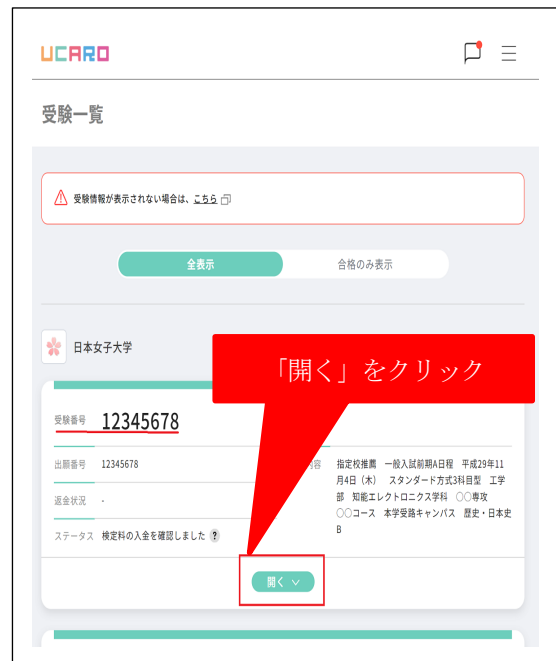 UCARO
受験一覧
受験情報が表示されない場合は、こちら
全表示
合格のみ表示
日本女子大学
「開く」をクリック
受験番号 12345678
出願番号 12345678
返金状況 -
ステータス 検定料の入金を確認しました ?
容 指定校推薦 一般入試前期A日程 平成29年11
月4日（木） スタンダード方式3科目型 工学
部 知能エレクトロニクス学科 ○○専攻
○○コース 本学受路キャンパス 歴史・日本史
B
開く